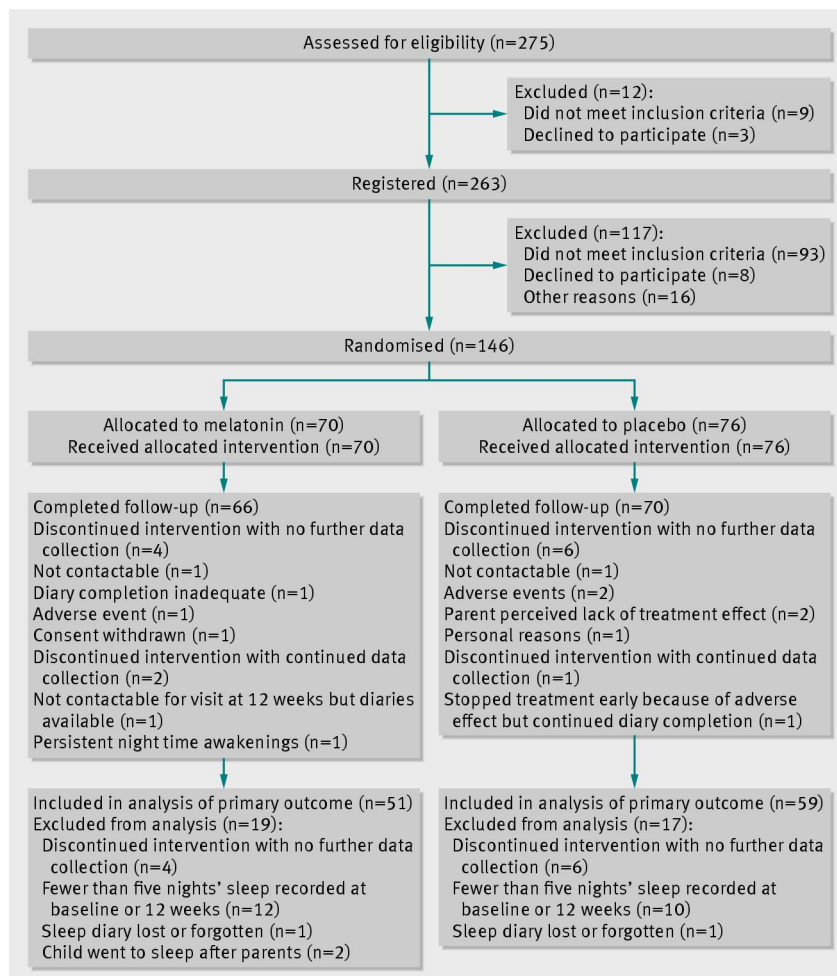 Assessed for eligibility (n=275)
Excluded (n=12):
Did not meet inclusion criteria (n=9)
Declined to participate (n=3)
Registered (n=263)
Excluded (n=117):
Did not meet inclusion criteria (n=93)
Declined to participate (n=8)
Other reasons (n=16)
Randomised (n=146)
Allocated to melatonin (n=70)
Received allocated intervention (n=70)
Allocated to placebo (n=76)
Received allocated intervention (n=76)
Completed follow-up (n=66)
Discontinued intervention with no further data
collection (n=4)
Not contactable (n=1)
Diary completion inadequate (n=1)
Adverse event (n=1)
Consent withdrawn (n=1)
Discontinued intervention with continued data
collection (n=2)
Not contactable for visit at 12 weeks but diaries
available (n=1)
Persistent night time awakenings (n=1)
Completed follow-up (n=70)
Discontinued intervention with no further data
collection (n=6)
Not contactable (n=1)
Adverse events (n=2)
Parent perceived lack of treatment effect (n=2)
Personal reasons (n=1)
Discontinued intervention with continued data
collection (n=1)
Stopped treatment early because of adverse
effect but continued diary completion (n=1)
Included in analysis of primary outcome (n=51)
Excluded from analysis (n=19):
Discontinued intervention with no further data
collection (n=4)
Fewer than five nights’ sleep recorded at
baseline or 12 weeks (n=12)
Sleep diary lost or forgotten (n=1)
Child went to sleep after parents (n=2)
Included in analysis of primary outcome (n=59)
Excluded from analysis (n=17):
Discontinued intervention with no further data
collection (n=6)
Fewer than five nights’ sleep recorded at
baseline or 12 weeks (n=10)
Sleep diary lost or forgotten (n=1)